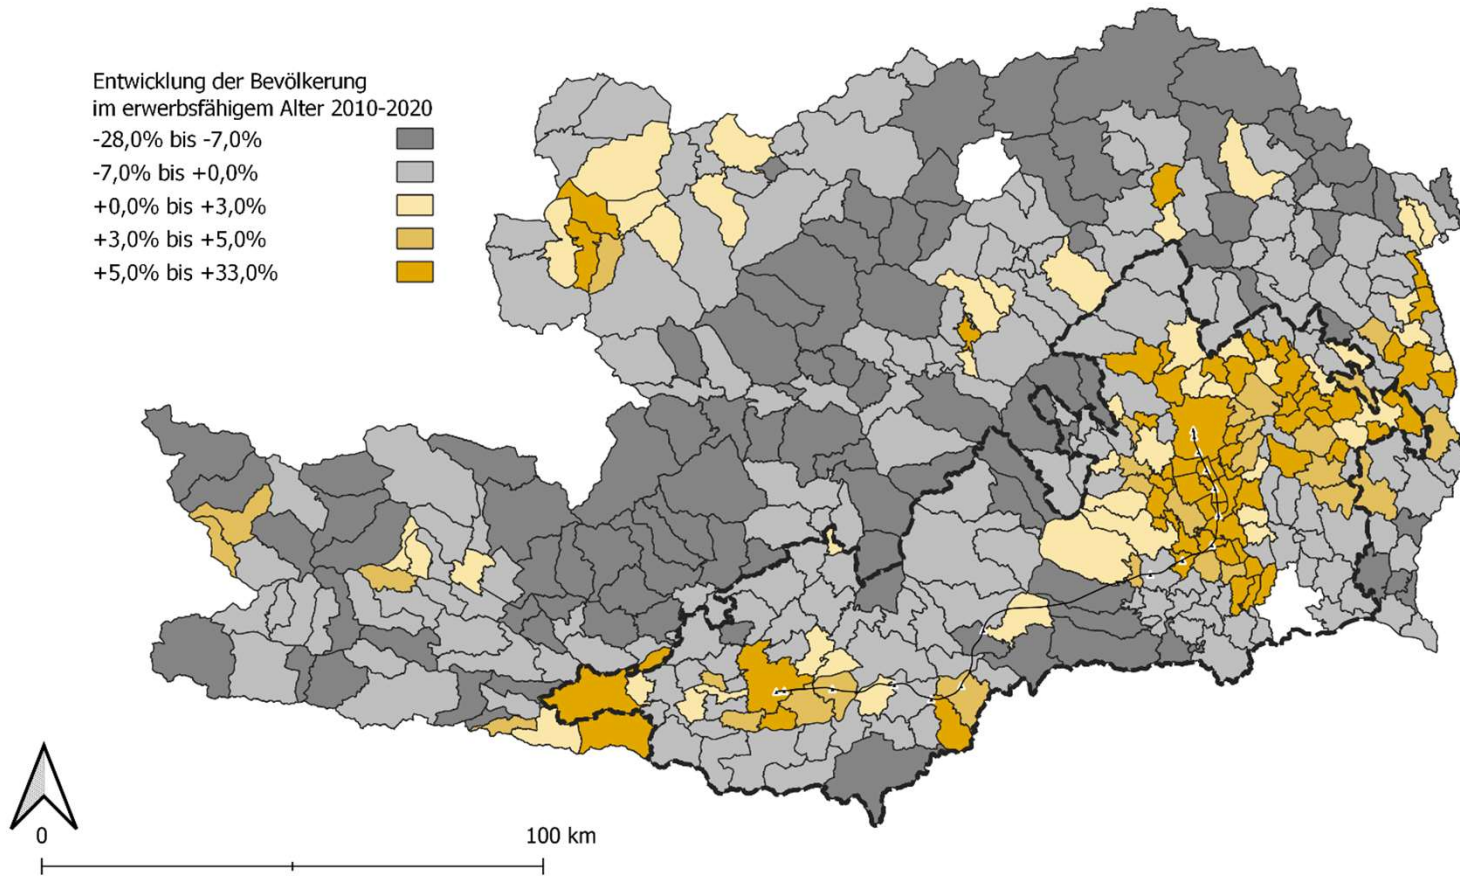 Entwicklung der Bevölkerung
im erwerbsfähigem Alter 2010-2020
-28,0% bis -7,0%
-7,0% bis +0,0%
+0,0% bis +3,0%
+3,0% bis +5,0%
+5,0% bis +33,0%
0
100 km